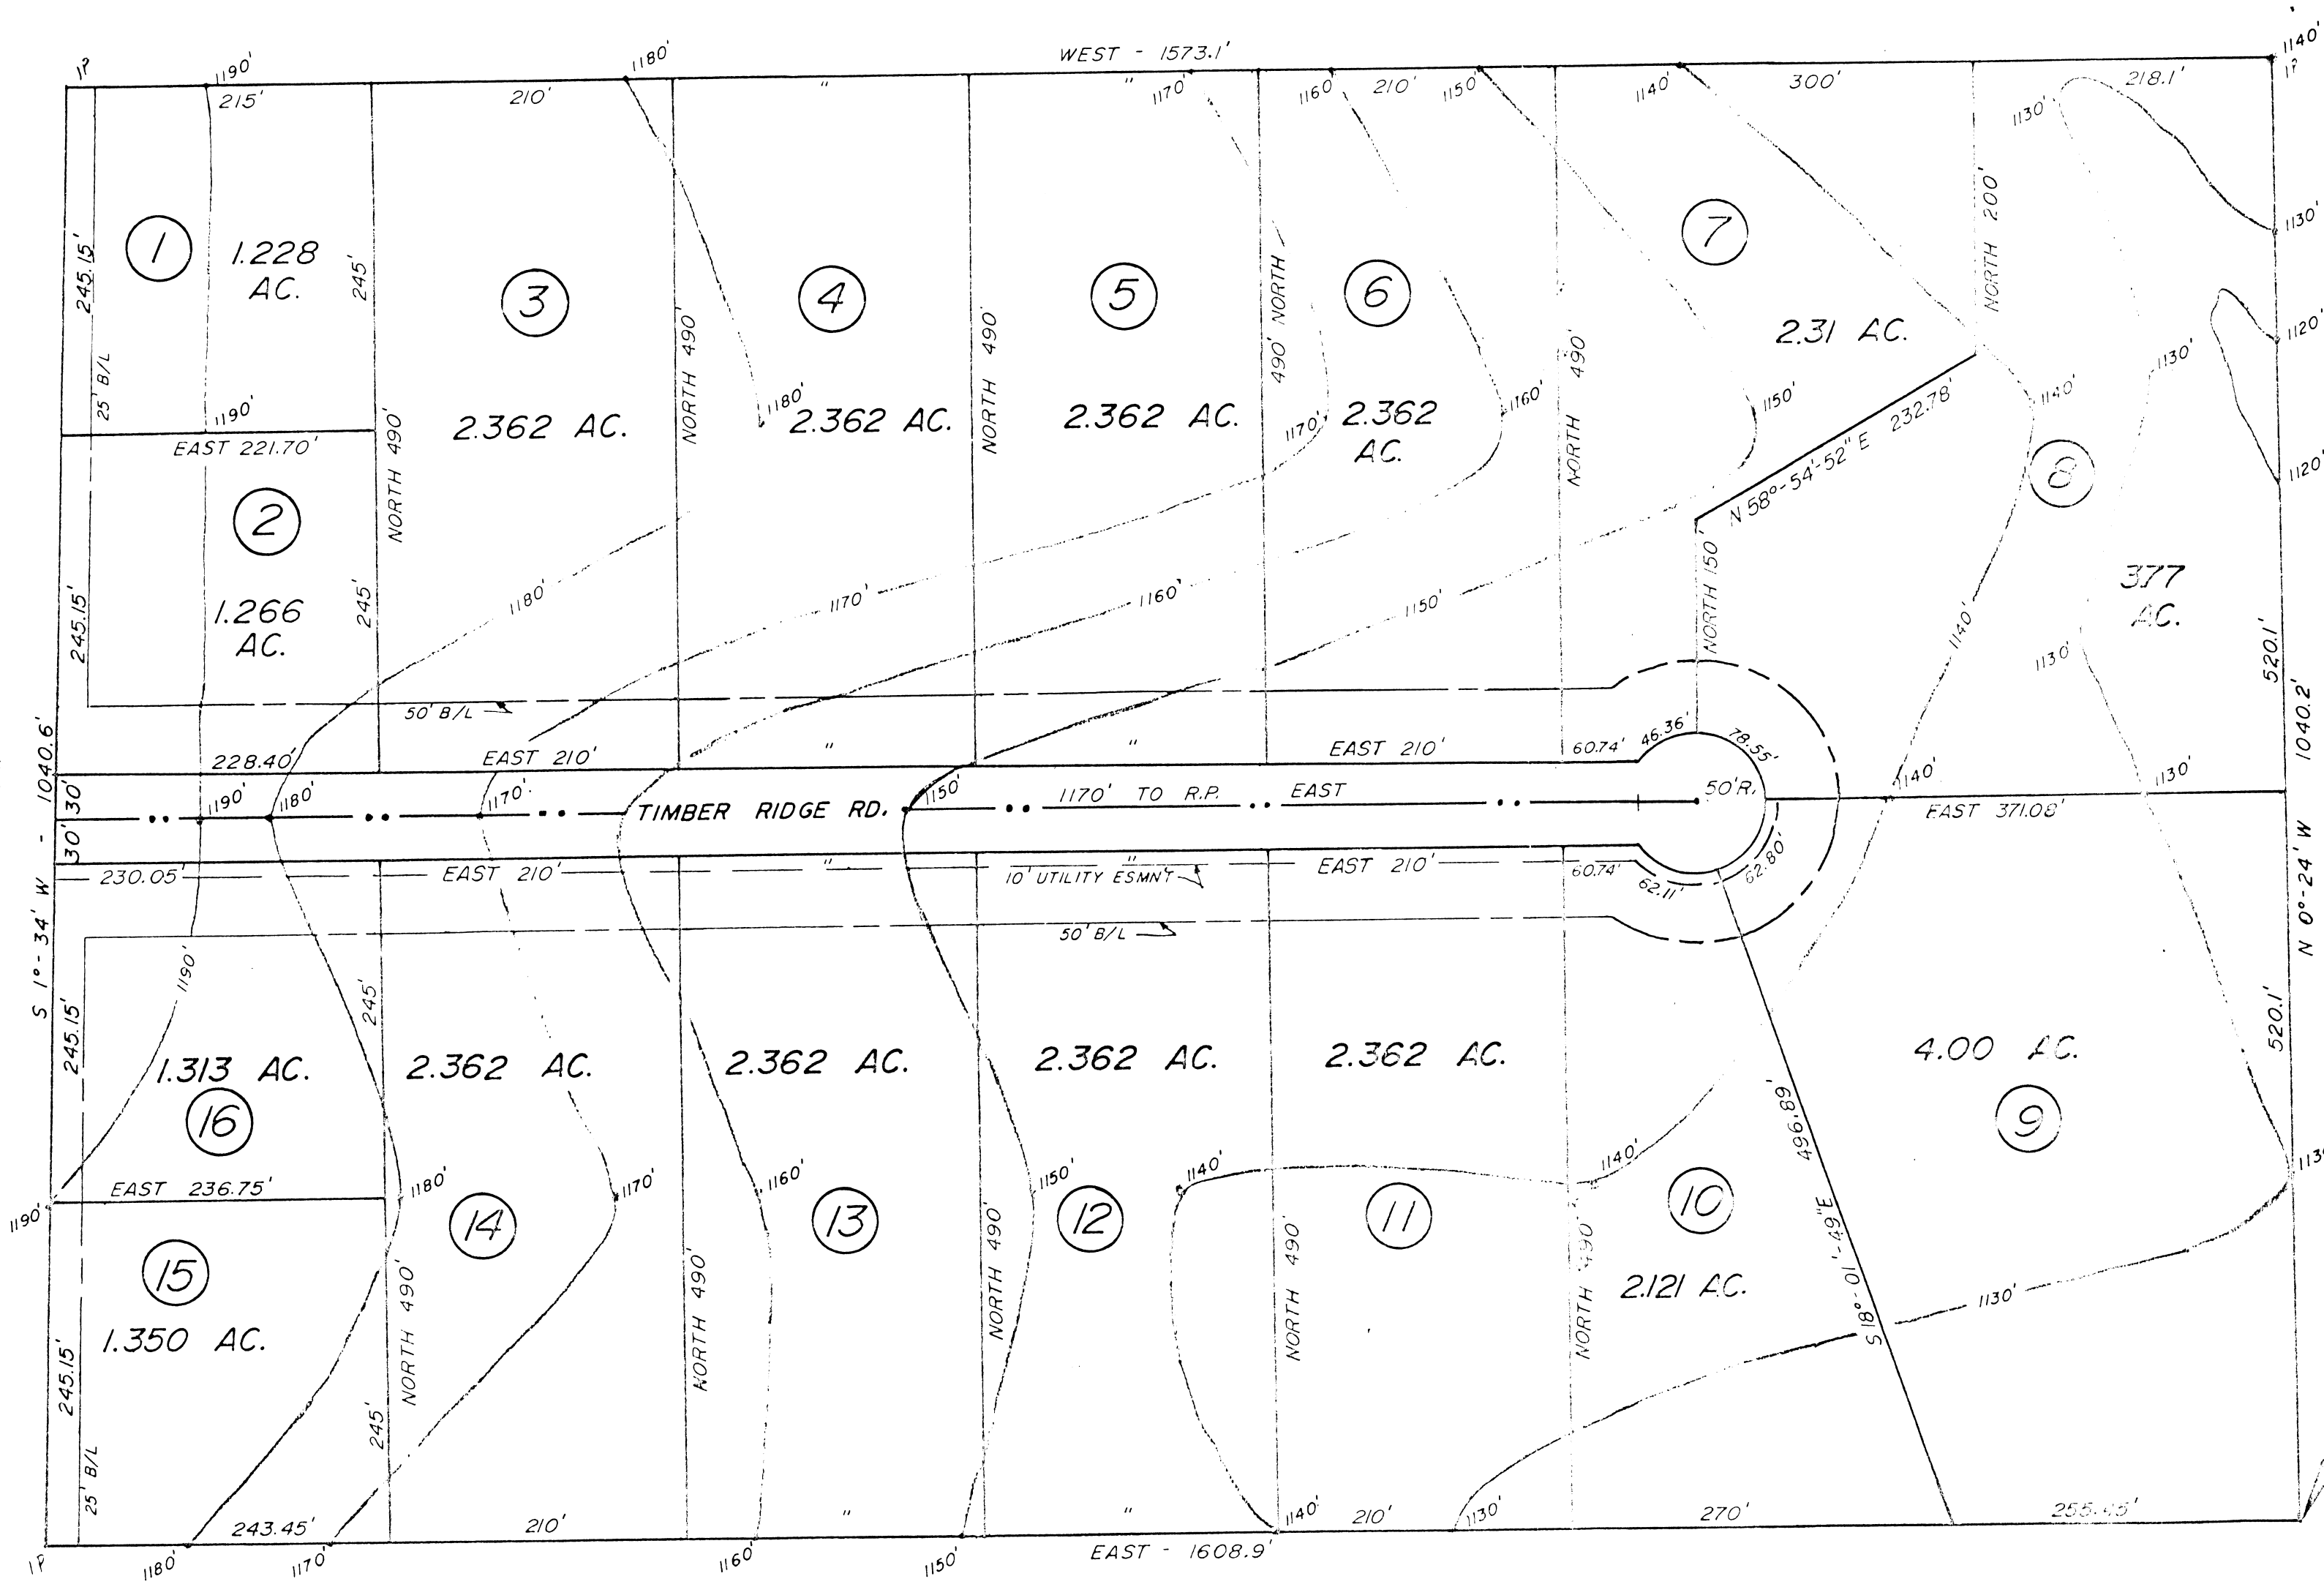 WEST - 1573.1'
IP
1190'
1180'
1170'
1160'
1150'
1140'
1140'
IP
215'
210'
"
"
210'
300'
218.1'
1
1.228
AC.
245.15'
245'
25' B/L
1190'
EAST 221.70'
NORTH 490'
3
2.362 AC.
NORTH 490'
4
1180'
2.362 AC.
NORTH 490'
5
2.362 AC.
490' NORTH
6
1170'
2.362
AC.
1160'
NORTH 490'
7
2.31 AC.
1150'
NORTH 200'
N 58°-54'-52" E 232.78'
NORTH 150'
1130'
1130'
1120'
1120'
1130'
1140'
8
3.77
AC.
1140'
1130'
520.1'
2
1.266
AC.
245.15'
245'
1180'
1170'
1160'
1150'
50' B/L
228.40'
EAST 210'
"
"
EAST 210'
60.74'
46.36'
78.55'
S 1°-34' W - 1040.6'
30'
30'
1190'
1180'
1170'
TIMBER RIDGE RD.
1150'
1170' TO R.P.
EAST
50'R.
1140'
1130'
EAST 371.08'
N 0°-24' W 1040.2'
230.05'
EAST 210'
"
"
10' UTILITY ESMN'T
EAST 210'
60.74'
62.11'
62.80'
50' B/L
1190'
245.15'
245'
1.313 AC.
16
2.362 AC.
2.362 AC.
2.362 AC.
2.362 AC.
4.00 AC.
9
520.1'
496.89'
S 18°-01'-49"E
EAST 236.75'
1190'
1180'
1170'
1160'
1150'
1140'
1140'
14
13
12
11
10
2.121 AC.
15
1.350 AC.
245.15'
25' B/L
245'
NORTH 490'
NORTH 490'
NORTH 490'
NORTH 490'
NORTH 490'
1130'
243.45'
210'
"
"
1140'
210'
1130'
270'
255.45'
IP
1180'
1170'
1160'
1150'
EAST - 1608.9'